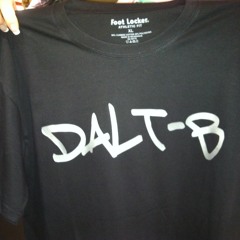 Foot Locker.
ATHLETIC FIT
XL
DALT-B